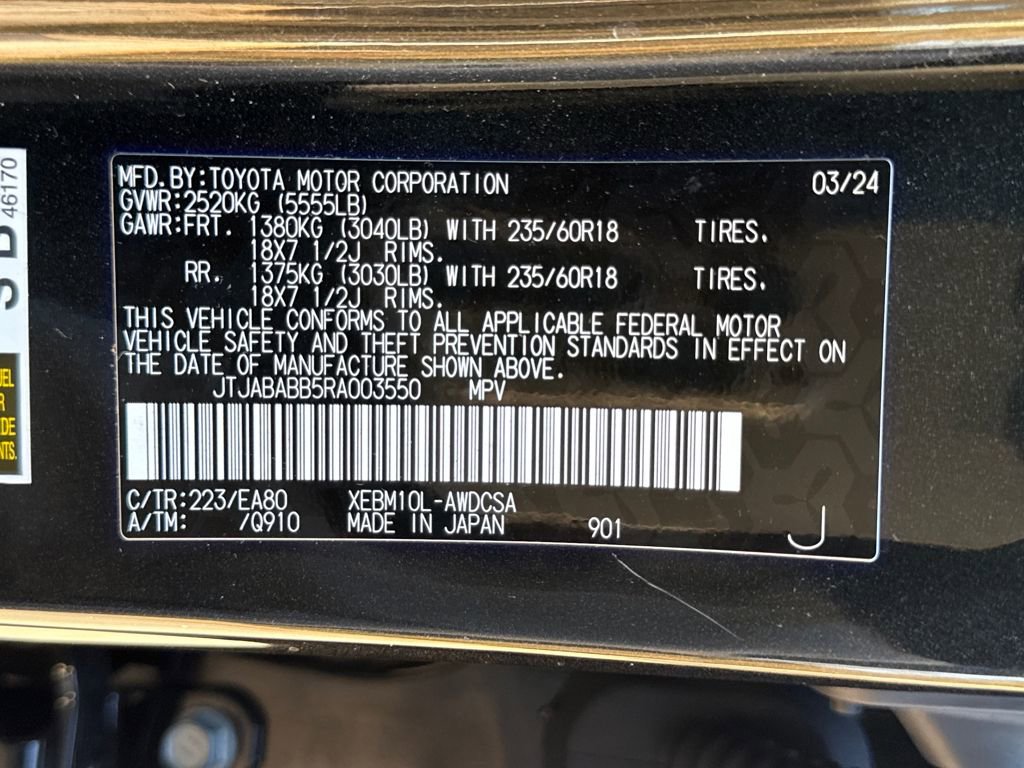 MFD.BY:TOYOTA MOTOR CORPORATION 03/24
GVWR:2520KG (5555LB)
GAWR:FRT. 1380KG (3040LB) WITH 235/60R18 TIRES.
18X7 1/2J RIMS.
RR. 1375KG (3030LB) WITH 235/60R18 TIRES.
18X7 1/2J RIMS.
THIS VEHICLE CONFORMS TO ALL APPLICABLE FEDERAL MOTOR
VEHICLE SAFETY AND THEFT PREVENTION STANDARDS IN EFFECT ON
THE DATE OF MANUFACTURE SHOWN ABOVE.
JTJABABB5RA003550 MPV
C/TR:223/EA80 XEBM10L-AWDCSA
A/TM: /Q910 MADE IN JAPAN 901 J
46170